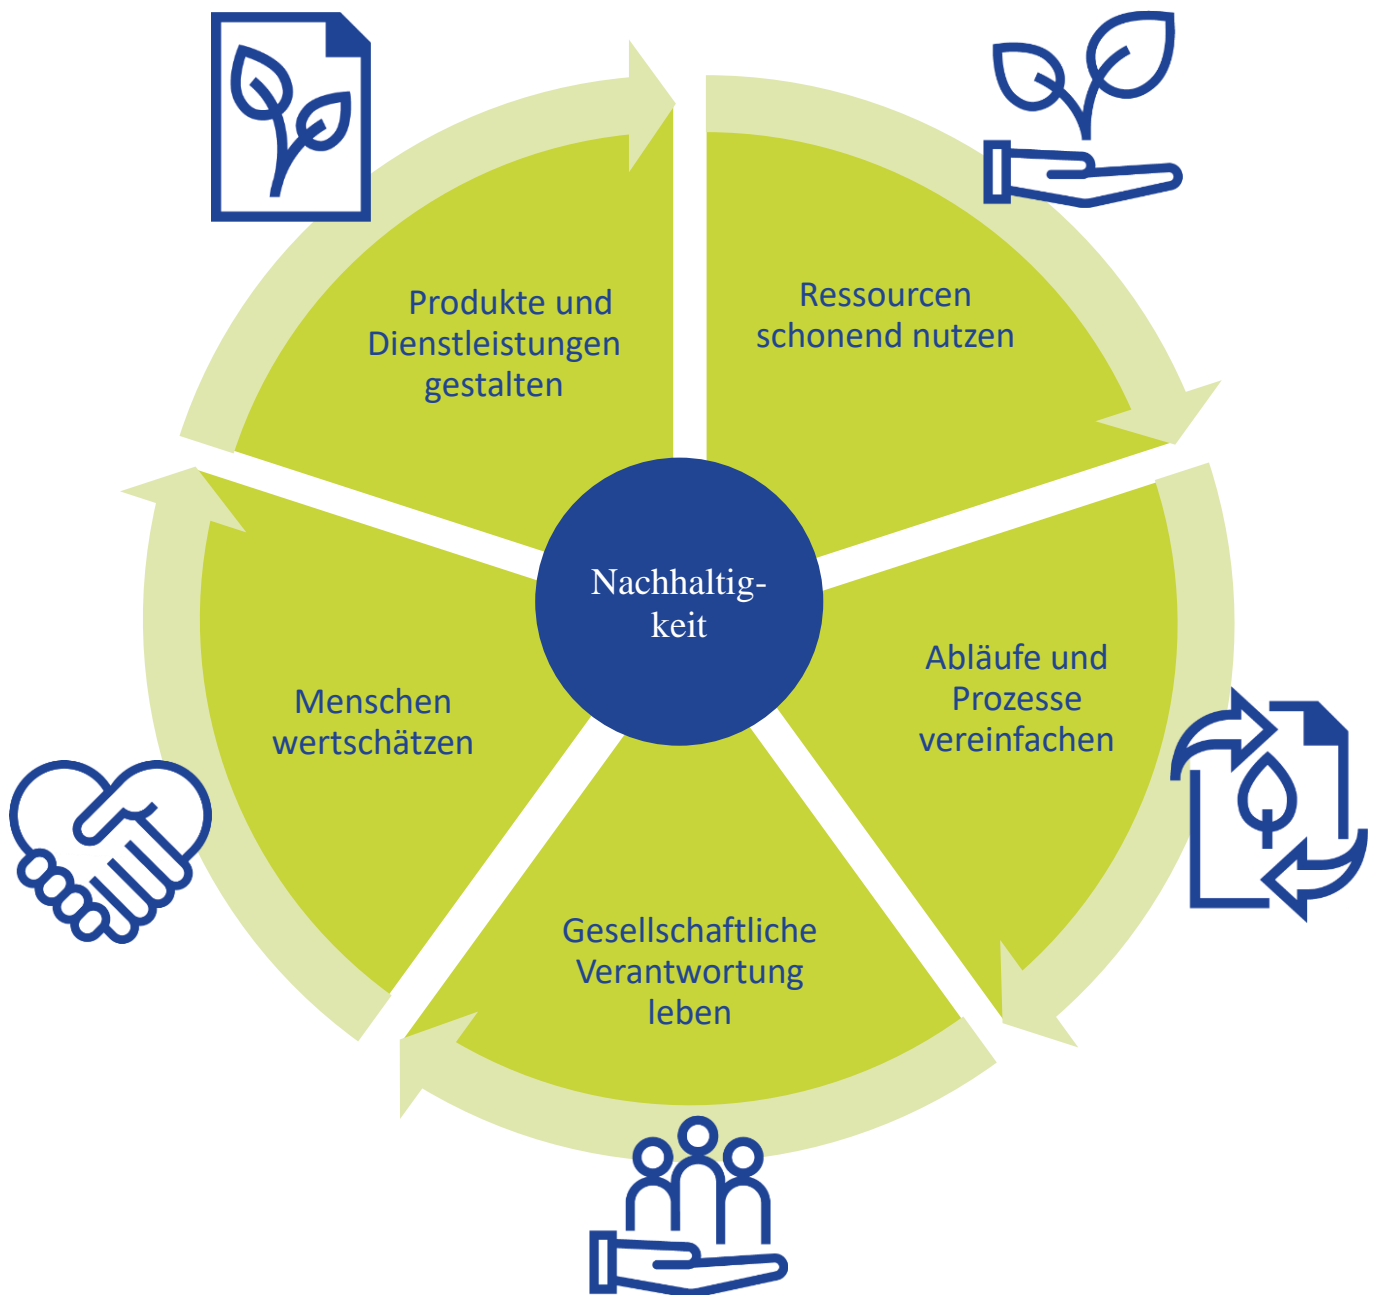 Produkte und
Dienstleistungen
gestalten
Ressourcen
schonend nutzen
Nachhaltig-
keit
Abläufe und
Prozesse
vereinfachen
Menschen
wertschätzen
Gesellschaftliche
Verantwortung
leben